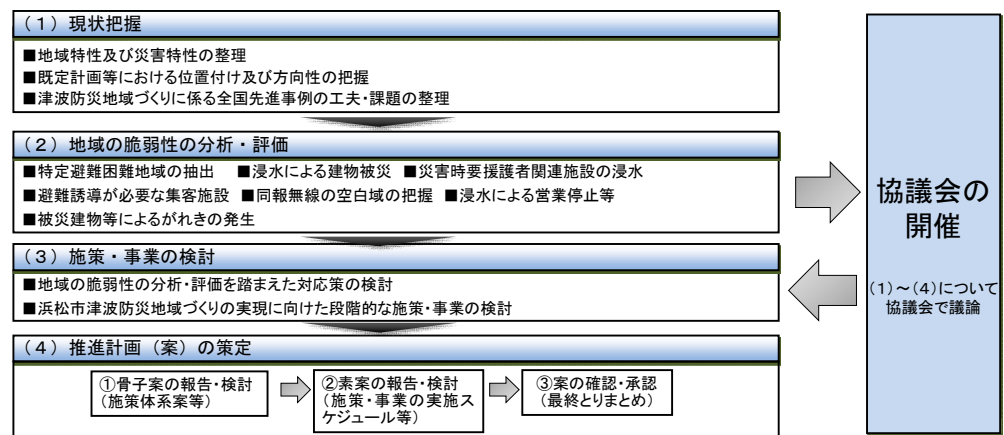 （１）現状把握
■地域特性及び災害特性の整理
■既定計画等における位置付け及び方向性の把握
■津波防災地域づくりに係る全国先進事例の工夫・課題の整理
（２）地域の脆弱性の分析・評価
■特定避難困難地域の抽出　■浸水による建物被災　■災害時要援護者関連施設の浸水
■避難誘導が必要な集客施設　■同報無線の空白域の把握　■浸水による営業停止等
■被災建物等によるがれきの発生
（３）施策・事業の検討
■地域の脆弱性の分析・評価を踏まえた対応策の検討
■浜松市津波防災地域づくりの実現に向けた段階的な施策・事業の検討
（４）推進計画（案）の策定
①骨子案の報告・検討
（施策体系案等）
②素案の報告・検討
（施策・事業の実施ス
ケジュール等）
③案の確認・承認
（最終とりまとめ）
協議会の
開催
（1）～（4）について
協議会で議論